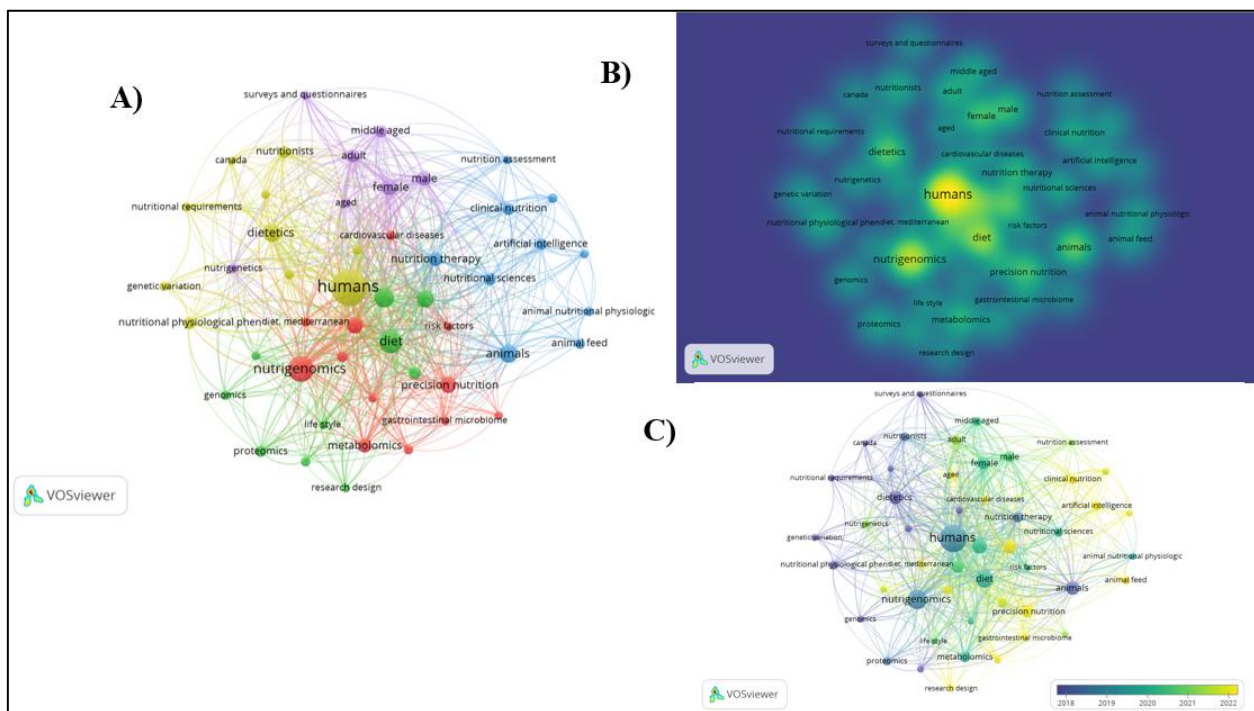 A)
surveys and questionnaires
middle aged
canada
nutritionists
adult
nutrition assessment
female
male
clinical nutrition
nutritional requirements
aged
dietetics
cardiovascular diseases
artificial intelligence
nutrition therapy
nutrigenetics
nutritional sciences
humans
genetic variation
animal nutritional physiologic
nutritional physiological phen
diet, mediterranean
risk factors
diet
animals
animal feed
nutrigenomics
precision nutrition
genomics
life style
gastrointestinal microbiome
proteomics
metabolomics
research design
VOSviewer
B)
surveys and questionnaires
middle aged
canada
nutritionists
adult
nutrition assessment
male
female
nutritional requirements
aged
clinical nutrition
dietetics
cardiovascular diseases
artificial intelligence
nutrition therapy
nutrigenetics
nutritional sciences
genetic variation
humans
animal nutritional physiologic
nutritional physiological phen
diet, mediterranean
risk factors
diet
animals
animal feed
nutrigenomics
precision nutrition
genomics
life style
gastrointestinal microbiome
proteomics
metabolomics
research design
VOSviewer
C)
surveys and questionnaires
middle aged
canada
nutritionists
adult
nutrition assessment
female
male
nutritional requirements
aged
clinical nutrition
dietetics
cardiovascular diseases
artificial intelligence
nutrition therapy
nutrigenetics
nutritional sciences
genetic variation
humans
animal nutritional physiologic
nutritional physiological phen
diet, mediterranean
risk factors
diet
animals
animal feed
nutrigenomics
precision nutrition
genomics
life style
gastrointestinal microbiome
proteomics
metabolomics
research design
VOSviewer
2018 2019 2020 2021 2022